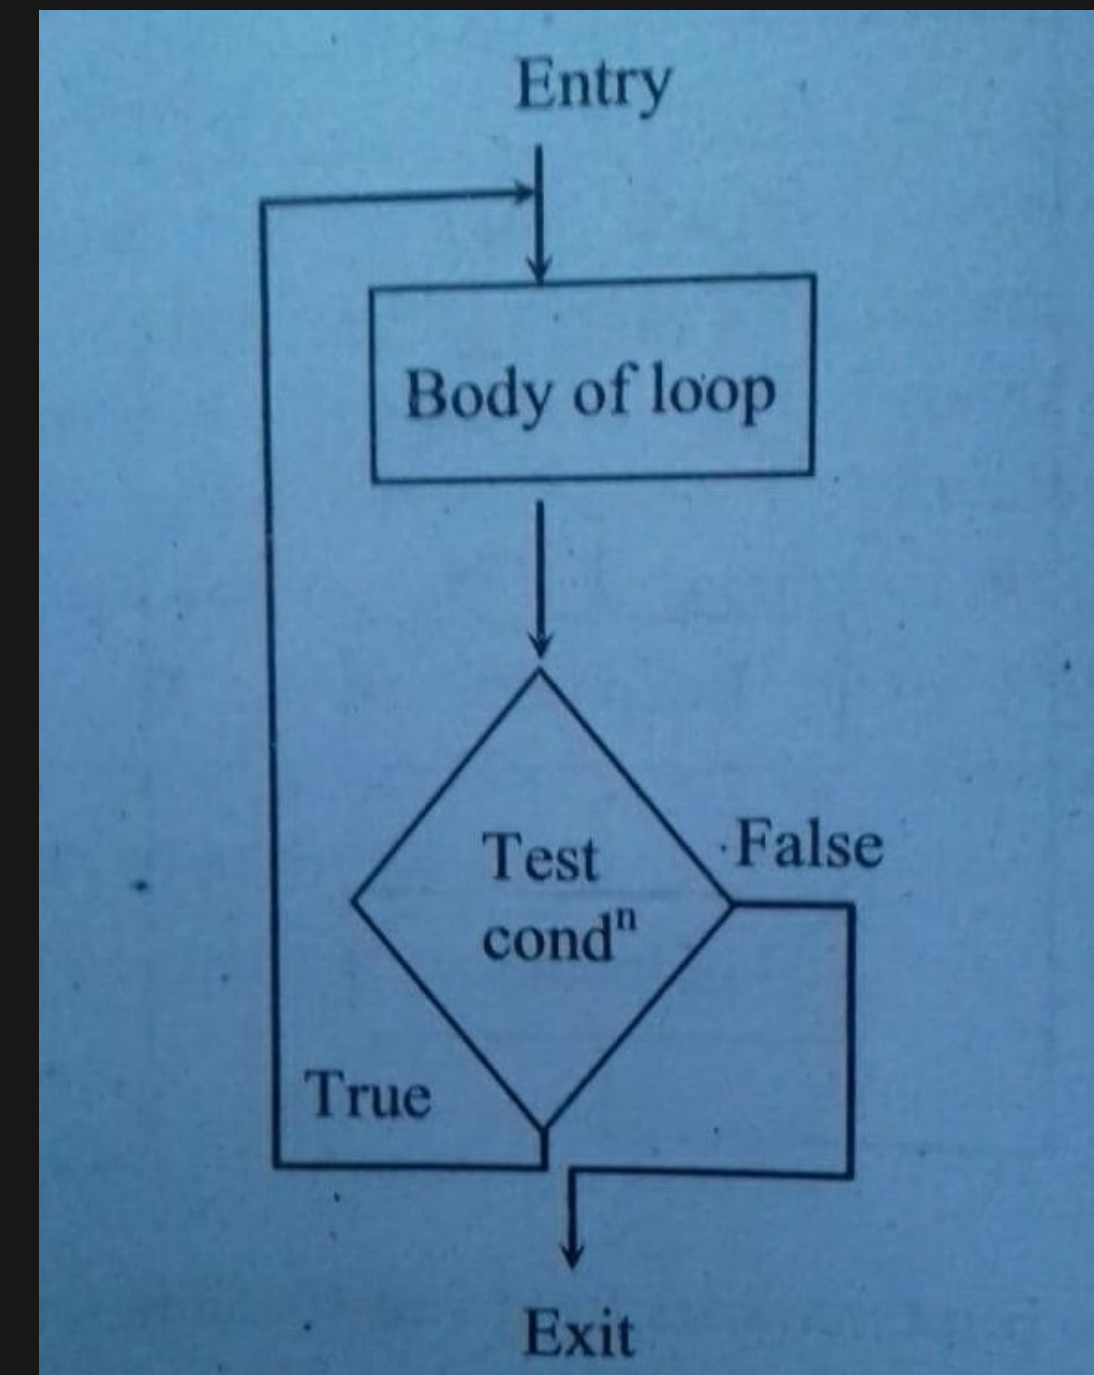 Entry
Body of loop
Test
condⁿ
False
True
Exit